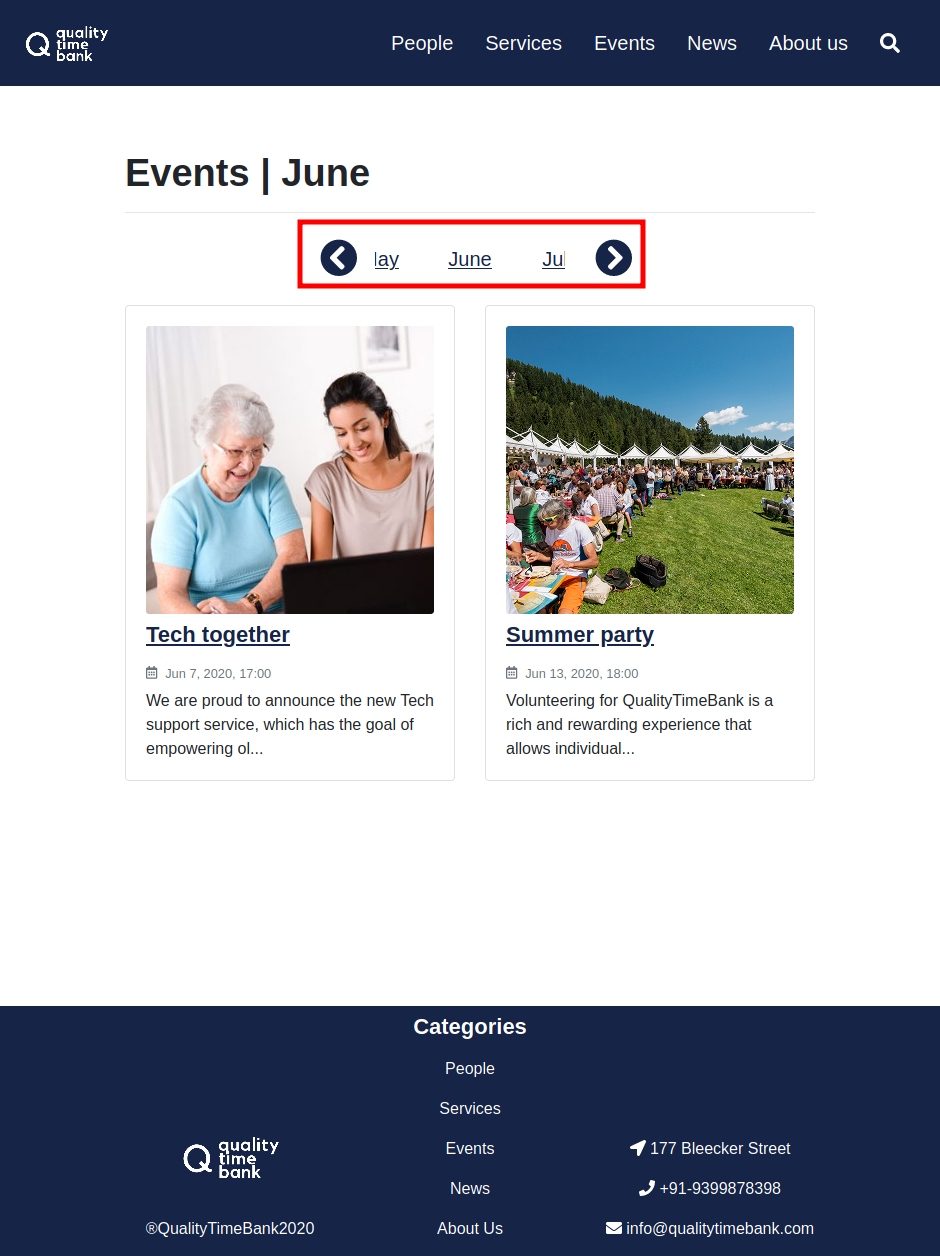 quality
time
bank
People Services Events News About us
Events | June
lay June Jul
Tech together
Jun 7, 2020, 17:00
We are proud to announce the new Tech
support service, which has the goal of
empowering ol...
Summer party
Jun 13, 2020, 18:00
Volunteering for QualityTimeBank is a
rich and rewarding experience that
allows individual...
quality
time
bank
®QualityTimeBank2020
Categories
People
Services
Events
News
About Us
177 Bleecker Street
+91-9399878398
info@qualitytimebank.com